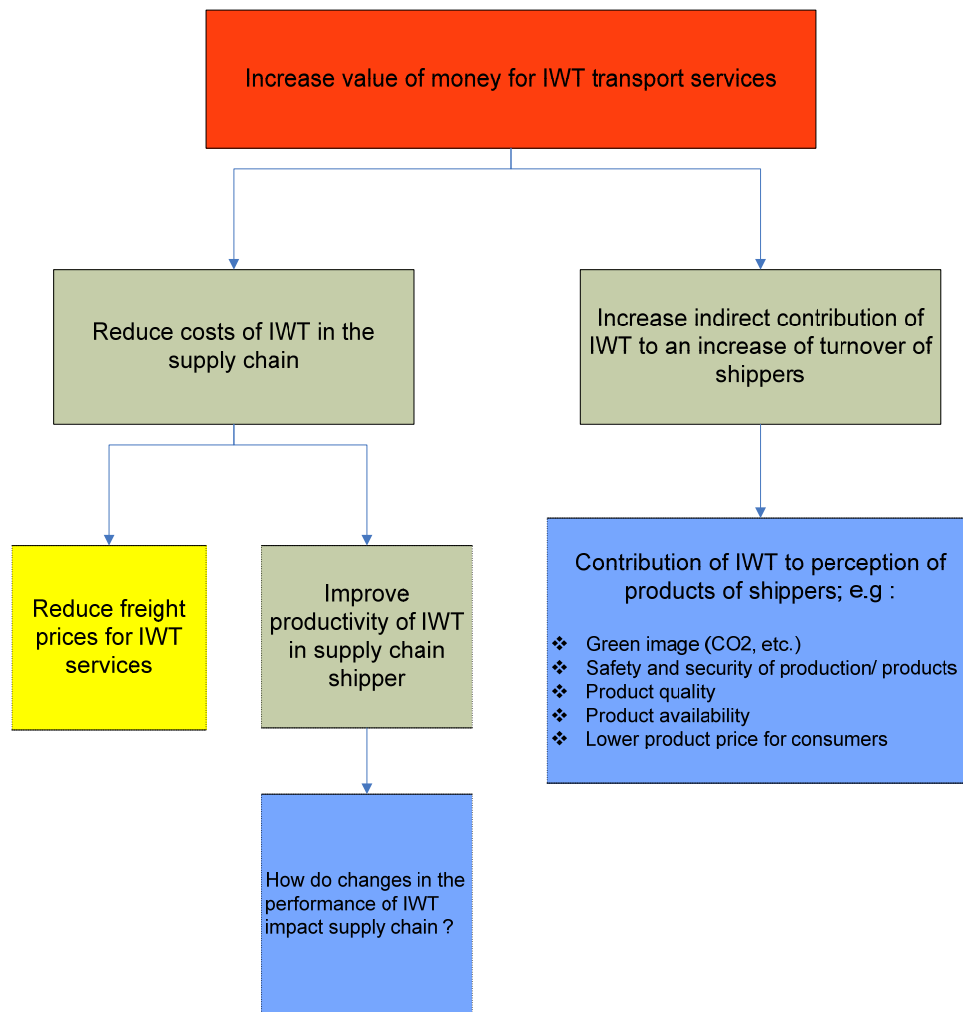 Increase value of money for IWT transport services
Reduce costs of IWT in the
supply chain
Increase indirect contribution of
IWT to an increase of turnover of
shippers
Reduce freight
prices for IWT
services
Improve
productivity of IWT
in supply chain
shipper
Contribution of IWT to perception of
products of shippers; e.g :
❖ Green image (CO2, etc.)
❖ Safety and security of production/ products
❖ Product quality
❖ Product availability
❖ Lower product price for consumers
How do changes in the
performance of IWT
impact supply chain ?